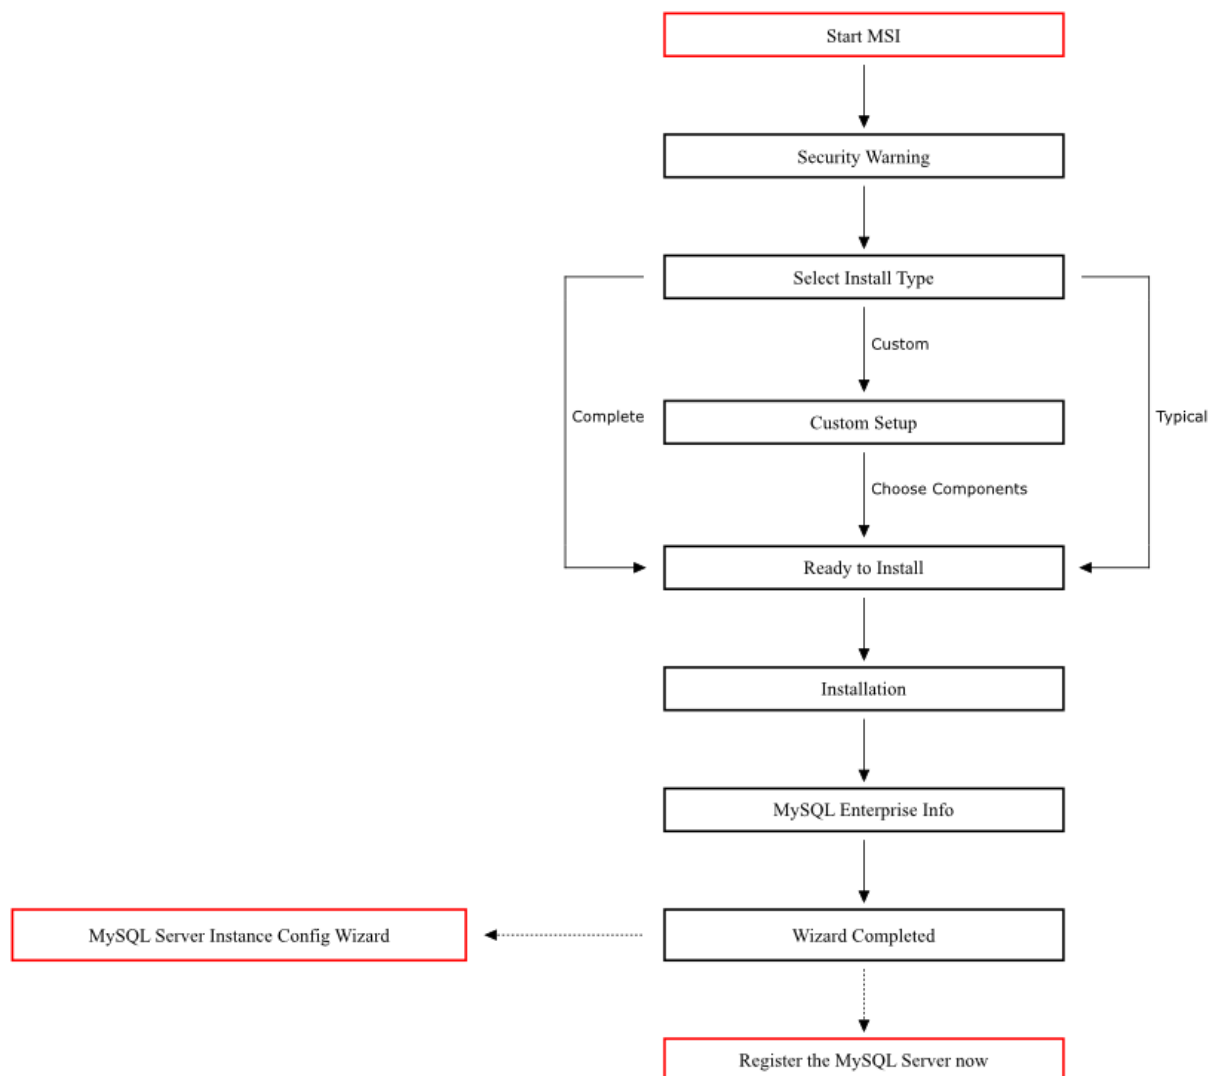 Start MSI
Security Warning
Select Install Type
Custom
Complete
Custom Setup
Typical
Choose Components
Ready to Install
Installation
MySQL Enterprise Info
MySQL Server Instance Config Wizard
Wizard Completed
Register the MySQL Server now